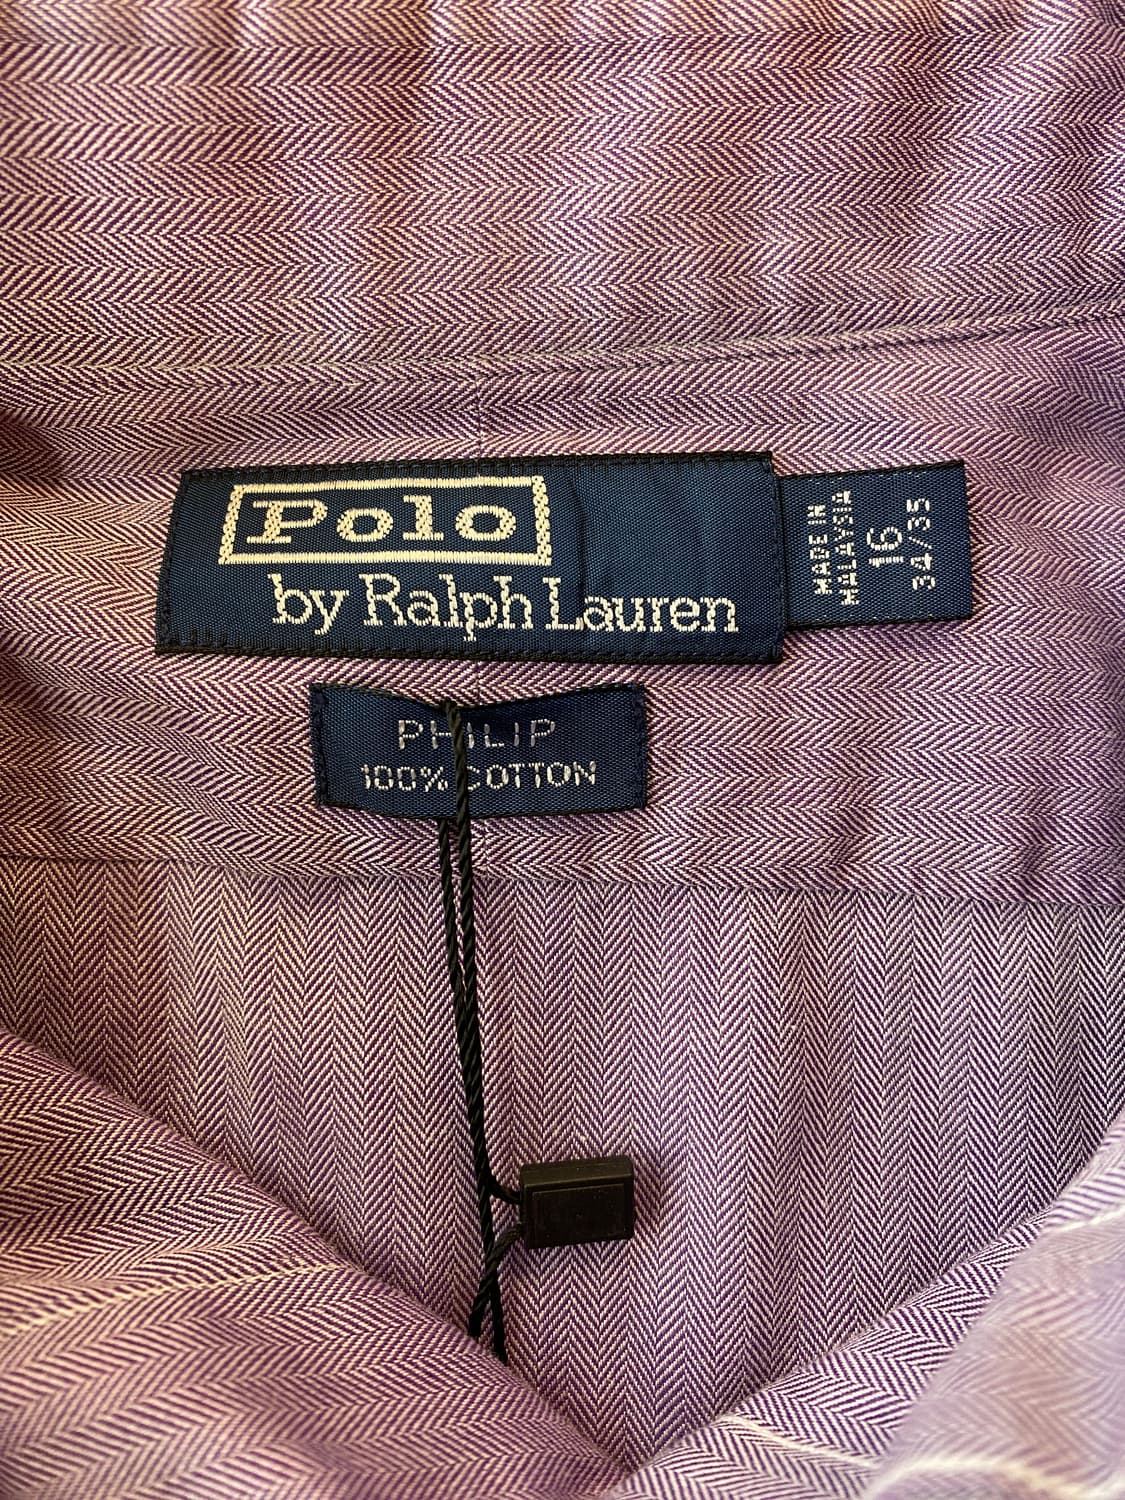 Polo
by Ralph Lauren
MADE IN
MALAYSIA
16
34/35
PHILIP
100% COTTON